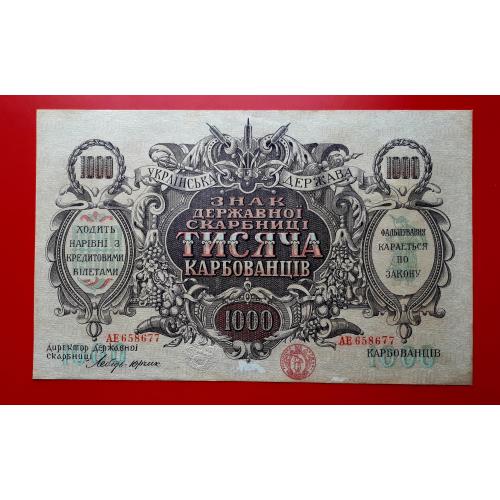 1000
1000
УКРАЇНСЬКА ДЕРЖАВА
ЗНАК
ДЕРЖАВНОЇ
СКАРБНИЦІ
ТИСЯЧА
КАРБОВАНЦІВ
ХОДИТЬ
НАРІВНІ З
КРЕДИТОВИМИ
БІЛЕТАМИ
ФАЛЬШУВАННЯ
КАРАЄТЬСЯ
ПО
ЗАКОНУ
1000
АЕ 658677
АЕ 658677
ДИРЕКТОР ДЕРЖАВНОЇ
СКАРБНИЦІ
КАРБОВАНЦІВ
1000